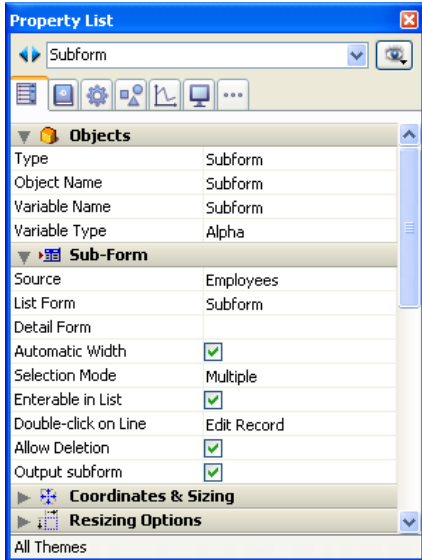 Property List
Subform
Objects
Type Subform
Object Name Subform
Variable Name Subform
Variable Type Alpha
Sub-Form
Source Employees
List Form Subform
Detail Form
Automatic Width
Selection Mode Multiple
Enterable in List
Double-click on Line Edit Record
Allow Deletion
Output subform
Coordinates & Sizing
Resizing Options
All Themes